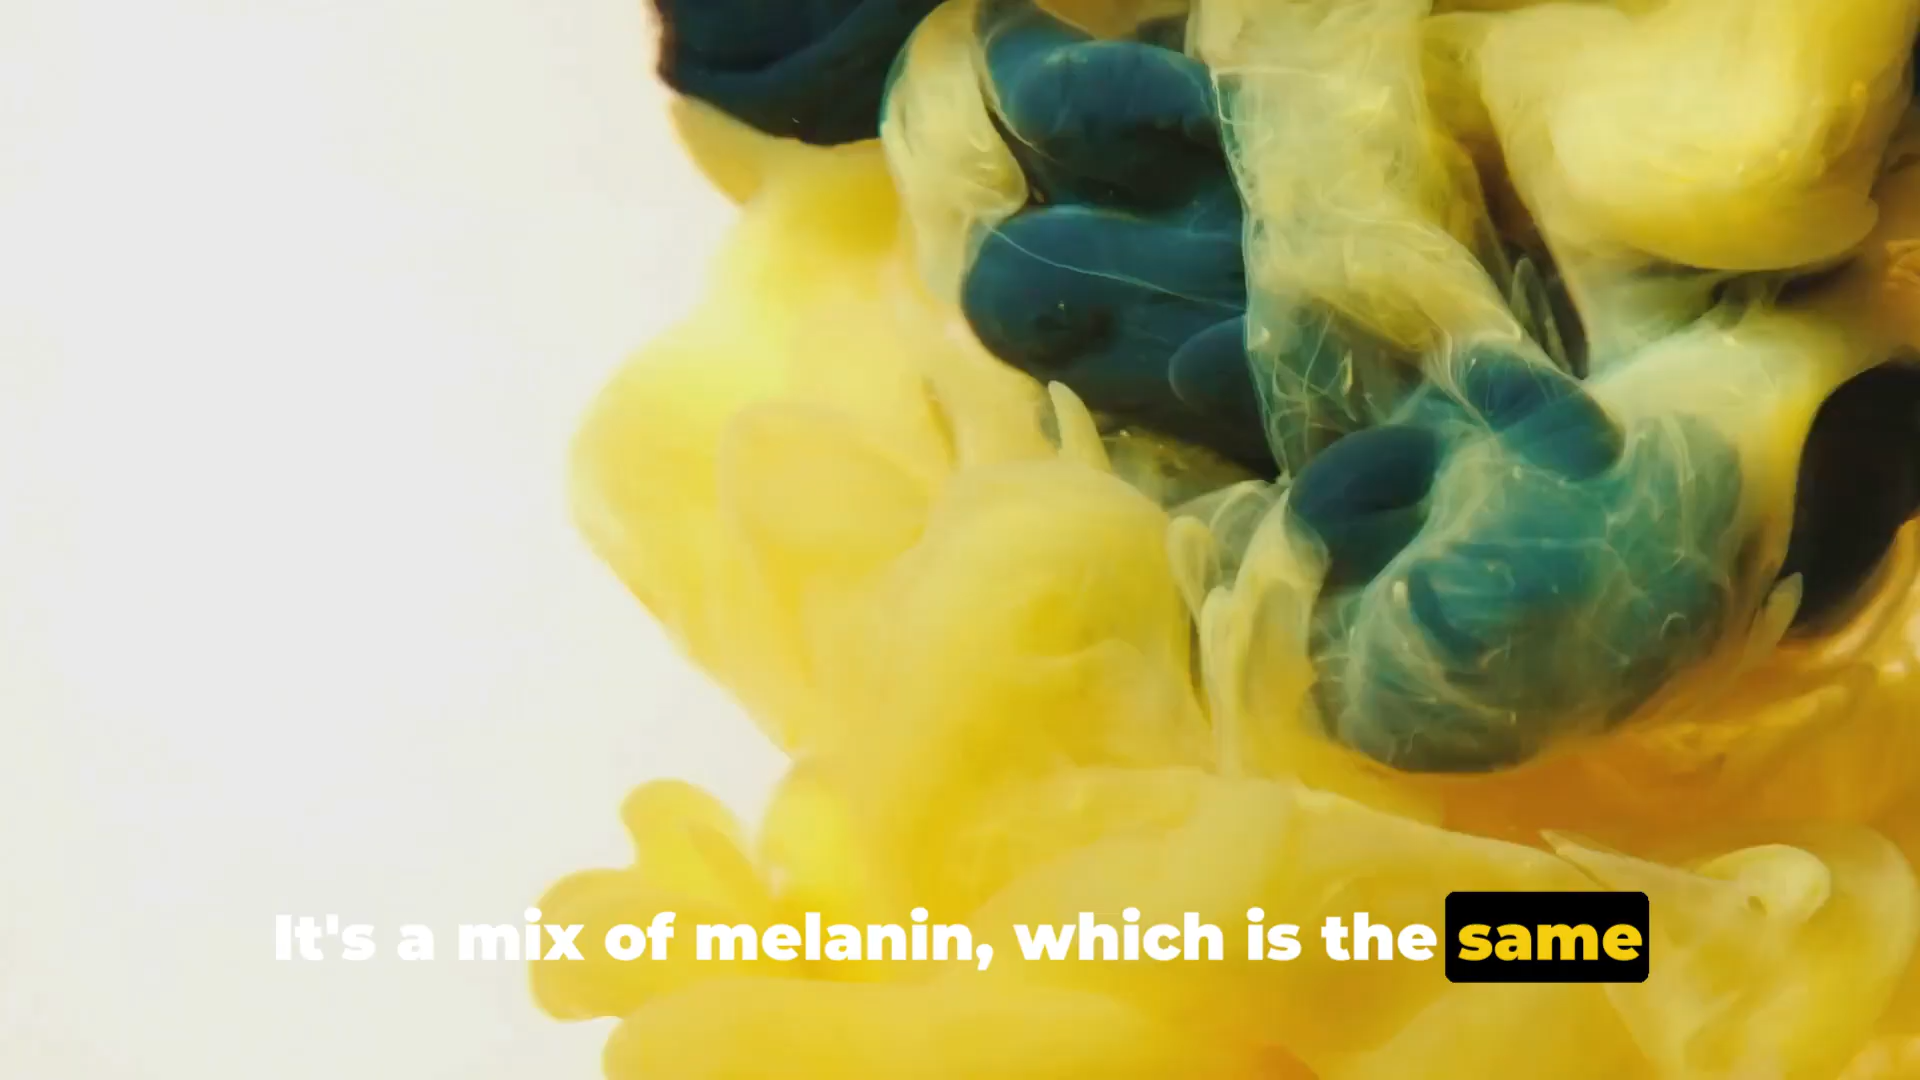 It's a mix of melanin, which is the same